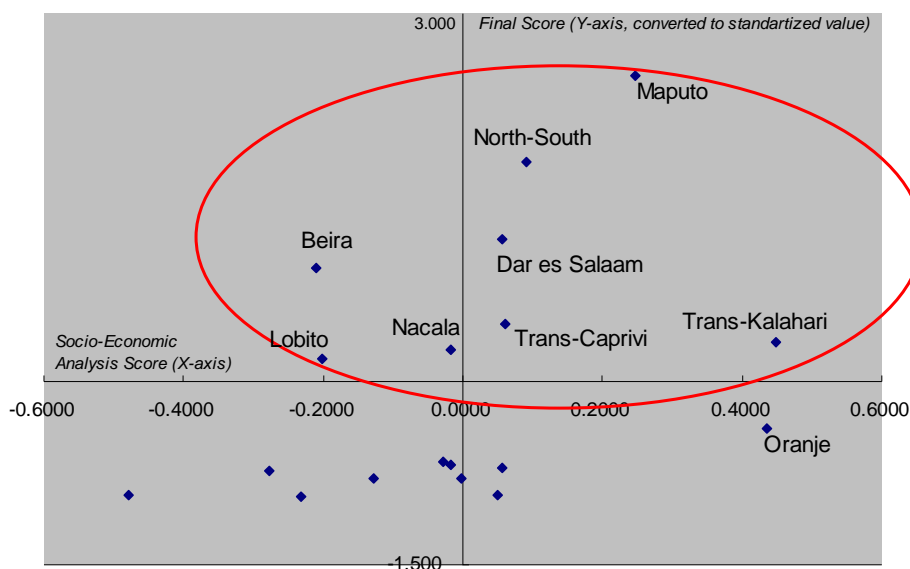 3.000
Final Score (Y-axis, converted to standartized value)
Maputo
North-South
Beira
Dar es Salaam
Socio-Economic
Analysis Score (X-axis)
Lobito
Nacala
Trans-Caprivi
Trans-Kalahari
-0.6000 -0.4000 -0.2000 0.0000 0.2000 0.4000 0.6000
Oranje
-1.500